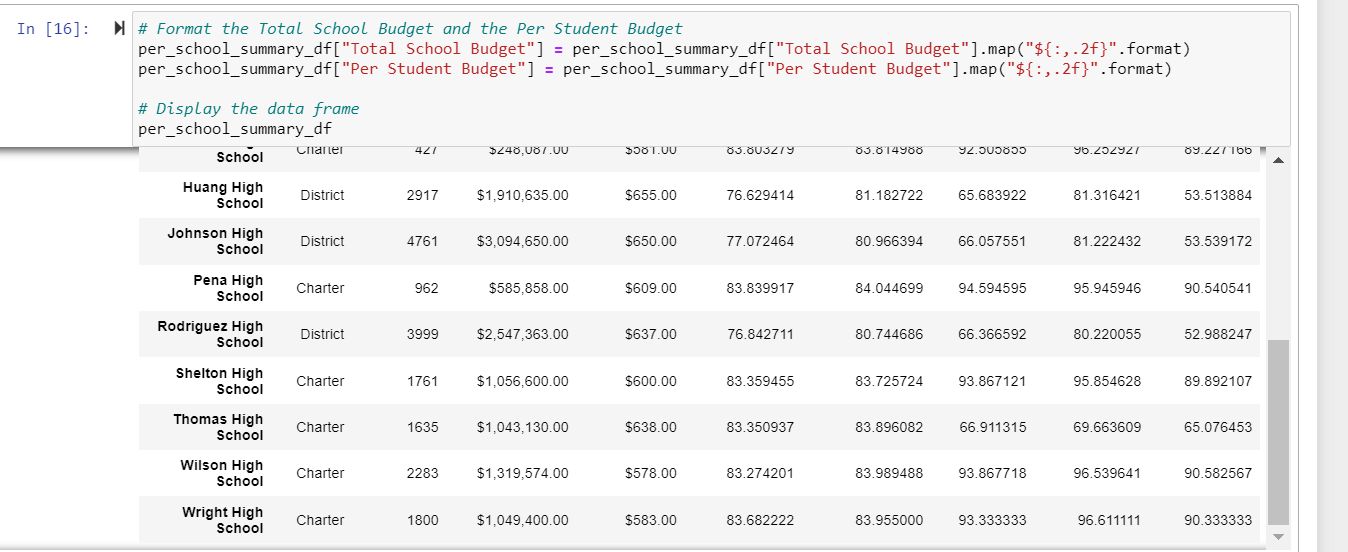 In [16]:
# Format the Total School Budget and the Per Student Budget
per_school_summary_df["Total School Budget"] = per_school_summary_df["Total School Budget"].map("${:,.2f}".format)
per_school_summary_df["Per Student Budget"] = per_school_summary_df["Per Student Budget"].map("${:,.2f}".format)
# Display the data frame
per_school_summary_df
School Charter 427 $248,087.00 $581.00 83.803279 83.814988 92.505855 96.252927 89.227166
Huang High
School District 2917 $1,910,635.00 $655.00 76.629414 81.182722 65.683922 81.316421 53.513884
Johnson High
School District 4761 $3,094,650.00 $650.00 77.072464 80.966394 66.057551 81.222432 53.539172
Pena High
School Charter 962 $585,858.00 $609.00 83.839917 84.044699 94.594595 95.945946 90.540541
Rodriguez High
School District 3999 $2,547,363.00 $637.00 76.842711 80.744686 66.366592 80.220055 52.988247
Shelton High
School Charter 1761 $1,056,600.00 $600.00 83.359455 83.725724 93.867121 95.854628 89.892107
Thomas High
School Charter 1635 $1,043,130.00 $638.00 83.350937 83.896082 66.911315 69.663609 65.076453
Wilson High
School Charter 2283 $1,319,574.00 $578.00 83.274201 83.989488 93.867718 96.539641 90.582567
Wright High
School Charter 1800 $1,049,400.00 $583.00 83.682222 83.955000 93.333333 96.611111 90.333333